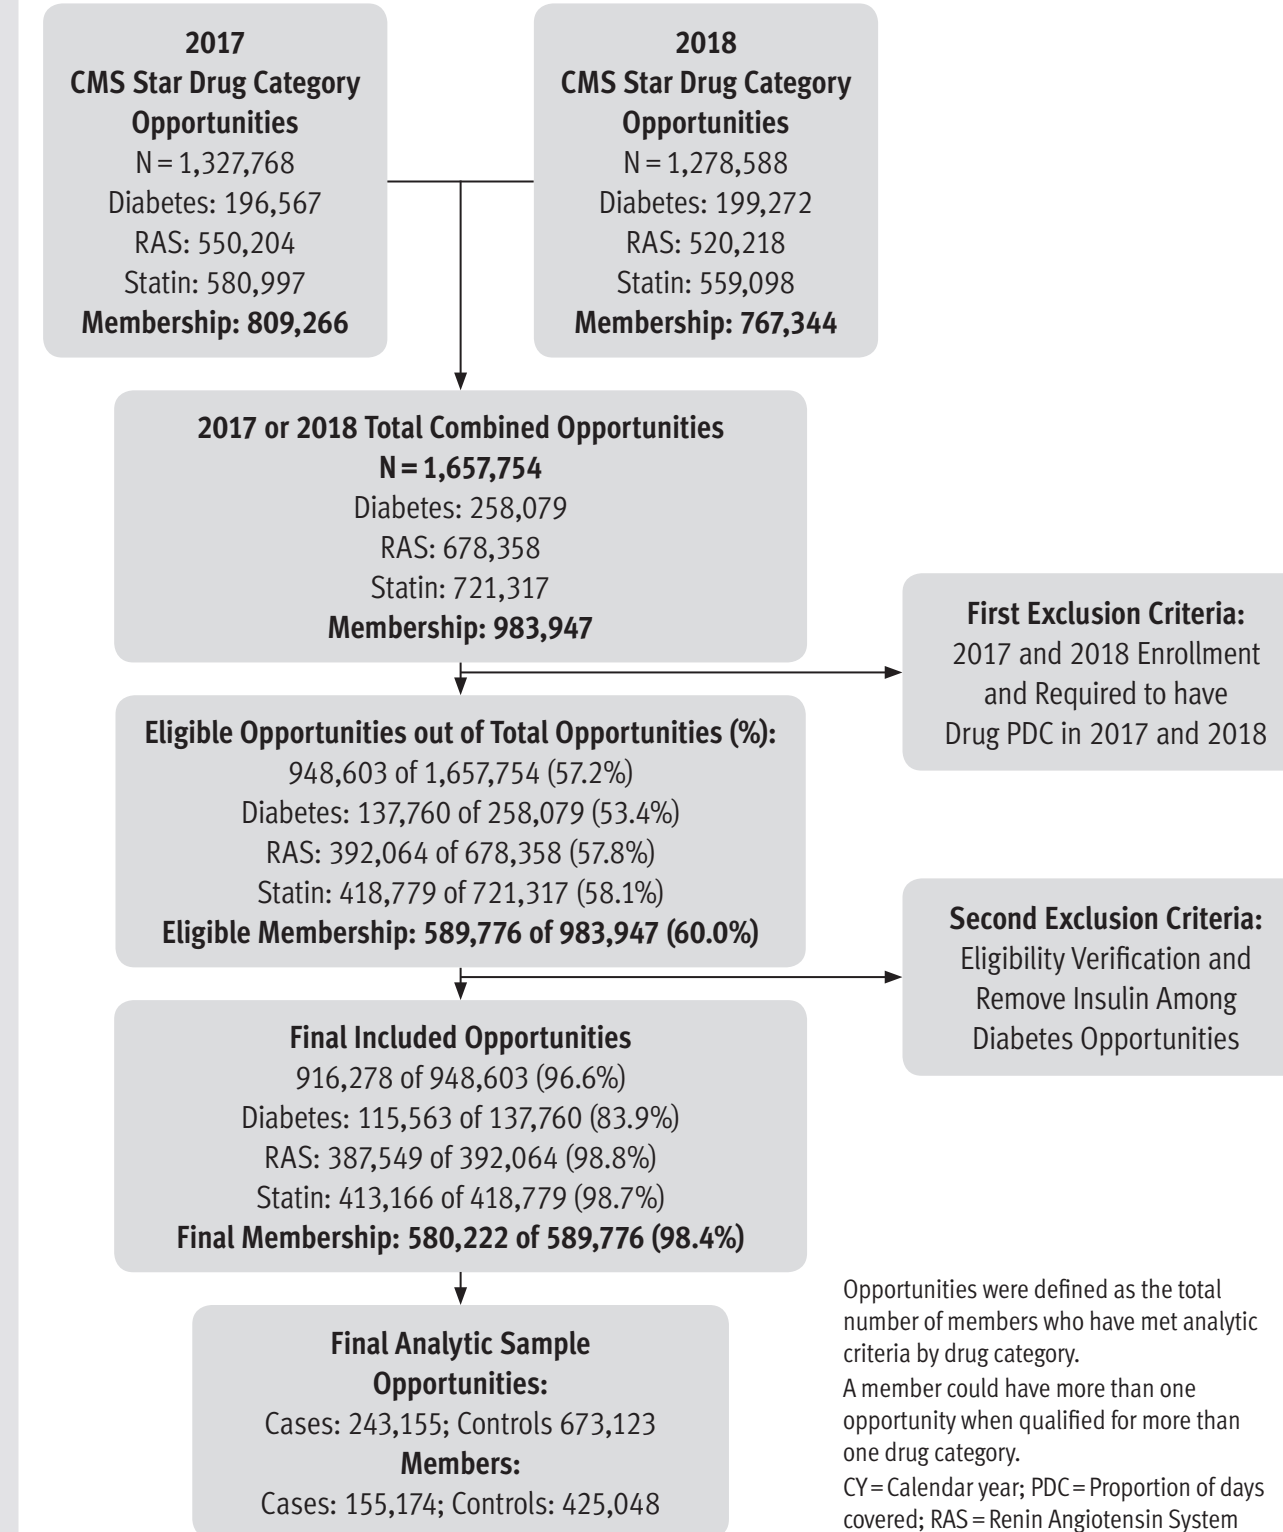 2017
CMS Star Drug Category
Opportunities
N = 1,327,768
Diabetes: 196,567
RAS: 550,204
Statin: 580,997
Membership: 809,266
2018
CMS Star Drug Category
Opportunities
N = 1,278,588
Diabetes: 199,272
RAS: 520,218
Statin: 559,098
Membership: 767,344
2017 or 2018 Total Combined Opportunities
N = 1,657,754
Diabetes: 258,079
RAS: 678,358
Statin: 721,317
Membership: 983,947
First Exclusion Criteria:
2017 and 2018 Enrollment
and Required to have
Drug PDC in 2017 and 2018
Eligible Opportunities out of Total Opportunities (%):
948,603 of 1,657,754 (57.2%)
Diabetes: 137,760 of 258,079 (53.4%)
RAS: 392,064 of 678,358 (57.8%)
Statin: 418,779 of 721,317 (58.1%)
Eligible Membership: 589,776 of 983,947 (60.0%)
Second Exclusion Criteria:
Eligibility Verification and
Remove Insulin Among
Diabetes Opportunities
Final Included Opportunities
916,278 of 948,603 (96.6%)
Diabetes: 115,563 of 137,760 (83.9%)
RAS: 387,549 of 392,064 (98.8%)
Statin: 413,166 of 418,779 (98.7%)
Final Membership: 580,222 of 589,776 (98.4%)
Final Analytic Sample
Opportunities:
Cases: 243,155; Controls 673,123
Members:
Cases: 155,174; Controls: 425,048
Opportunities were defined as the total
number of members who have met analytic
criteria by drug category.
A member could have more than one
opportunity when qualified for more than
one drug category.
CY = Calendar year; PDC = Proportion of days
covered; RAS = Renin Angiotensin System